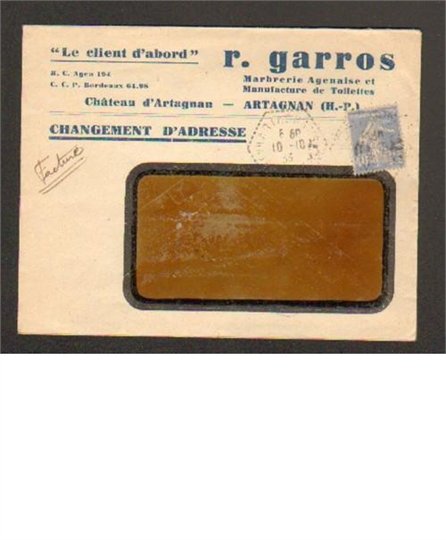 "Le client d'abord"
r. garros
R. C. Agen 194
C. C. P. Bordeaux 64.98
Marbrerie Agenaise et
Manufacture de Toilettes
Château d'Artagnan — ARTAGNAN (H.-P.)
CHANGEMENT D'ADRESSE
Facture